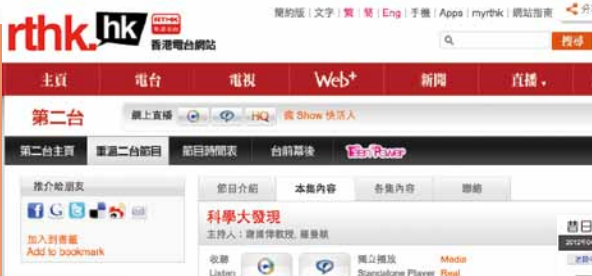 簡約版 | 文字 | 繁 | 簡 | Eng | 手機 | Apps | myrthk | 網站指南
rthk.hk
RTHK
香港電台網站
搜尋
主頁 電台 電視 Web+ 新聞 直播
第二台 網上直播 HQ 瘋 Show 快活人
第二台主頁 重溫二台節目 節目時間表 台前幕後 Teen Power
推介給朋友
加入到書籤
Add to bookmark
節目介紹 本集內容 各集內容 聯絡
科學大發現
主持人：
收聽 獨立播放 Media
Listen Standalone Player Real
昔日